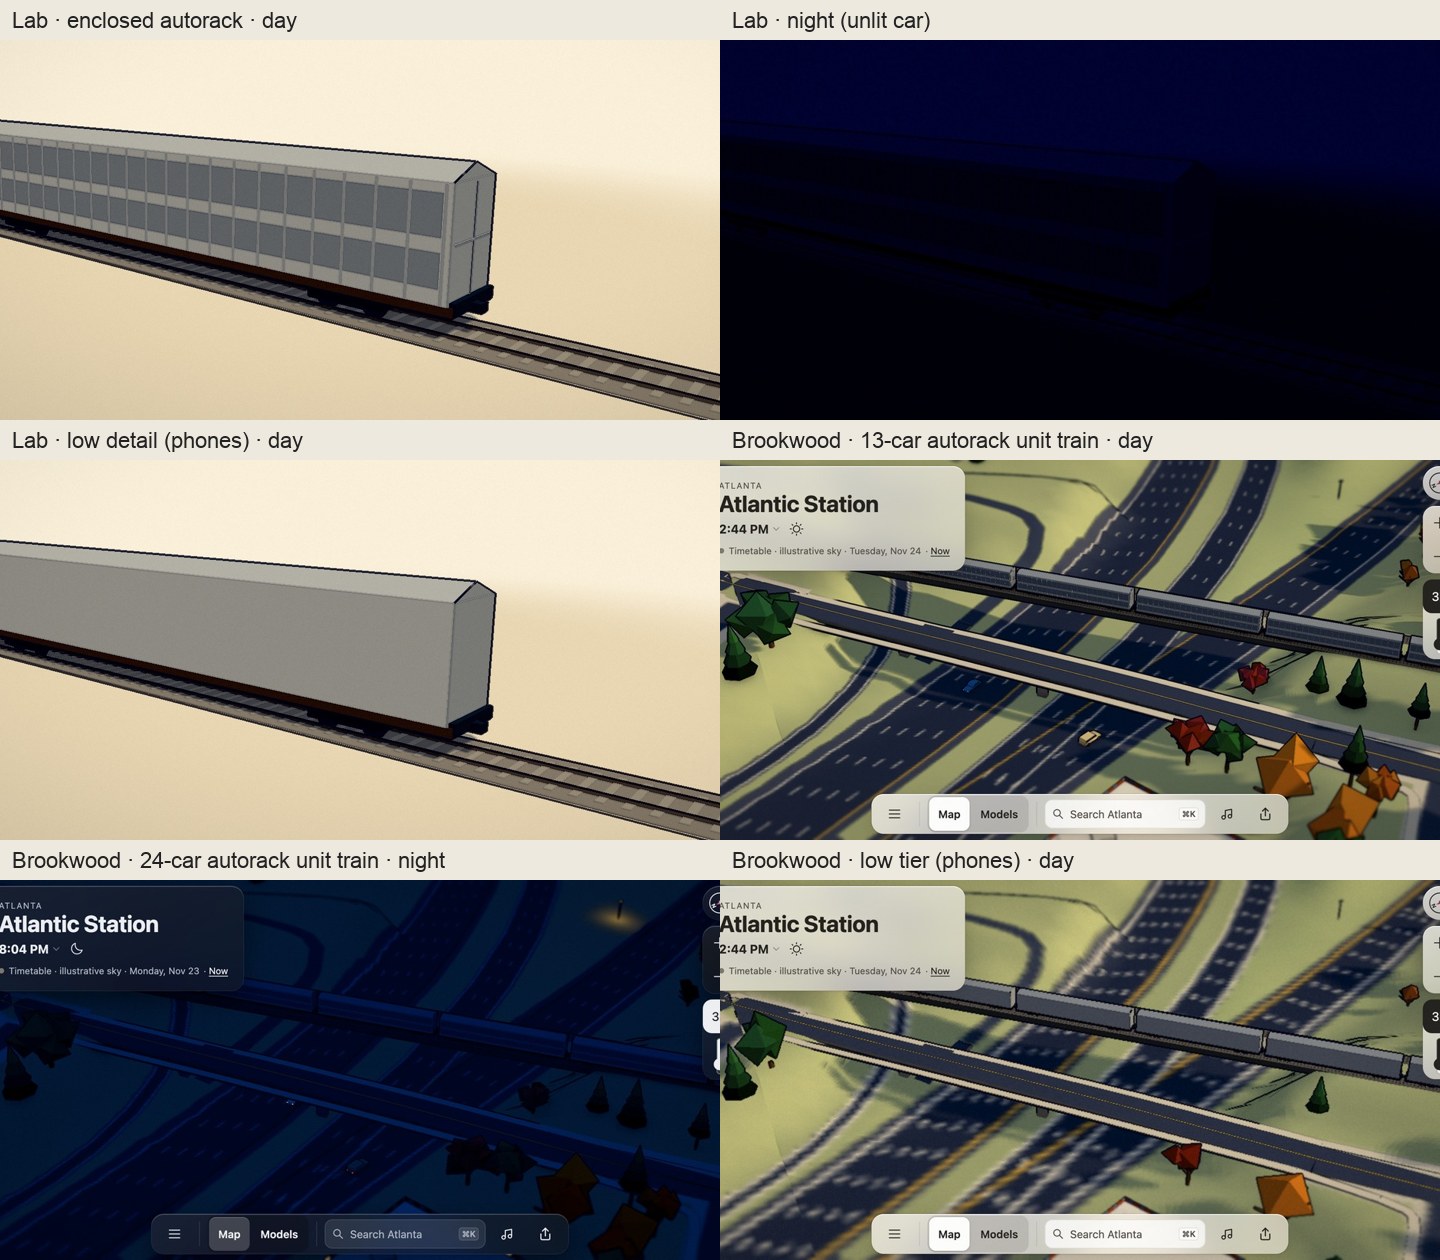 Lab · enclosed autorack · day
Lab · night (unlit car)
Lab · low detail (phones) · day
Brookwood · 13-car autorack unit train · day
ATLANTA
Atlantic Station
2:44 PM
Timetable · illustrative sky · Tuesday, Nov 24 · Now
3
Map
Models
Search Atlanta
⌘K
Brookwood · 24-car autorack unit train · night
ATLANTA
Atlantic Station
8:04 PM
Timetable · illustrative sky · Monday, Nov 23 · Now
3
Map
Models
Search Atlanta
⌘K
Brookwood · low tier (phones) · day
ATLANTA
Atlantic Station
2:44 PM
Timetable · illustrative sky · Tuesday, Nov 24 · Now
3
Map
Models
Search Atlanta
⌘K